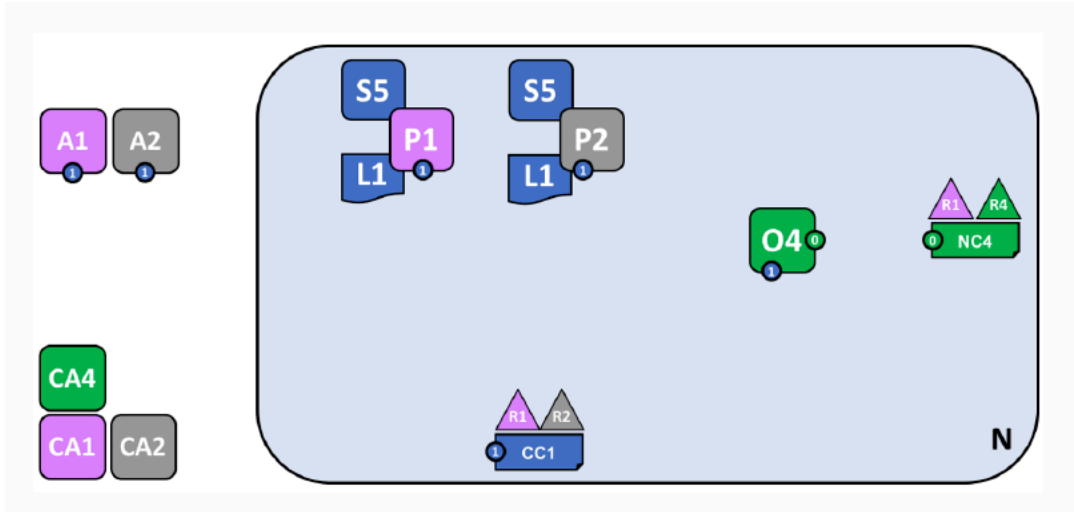 S5 S5
A1 A2 P1 P2
1 1 L1 1 L1 1
R1 R4
O4 0 0 NC4
1
CA4
R1 R2
CA1 CA2 1 CC1 N